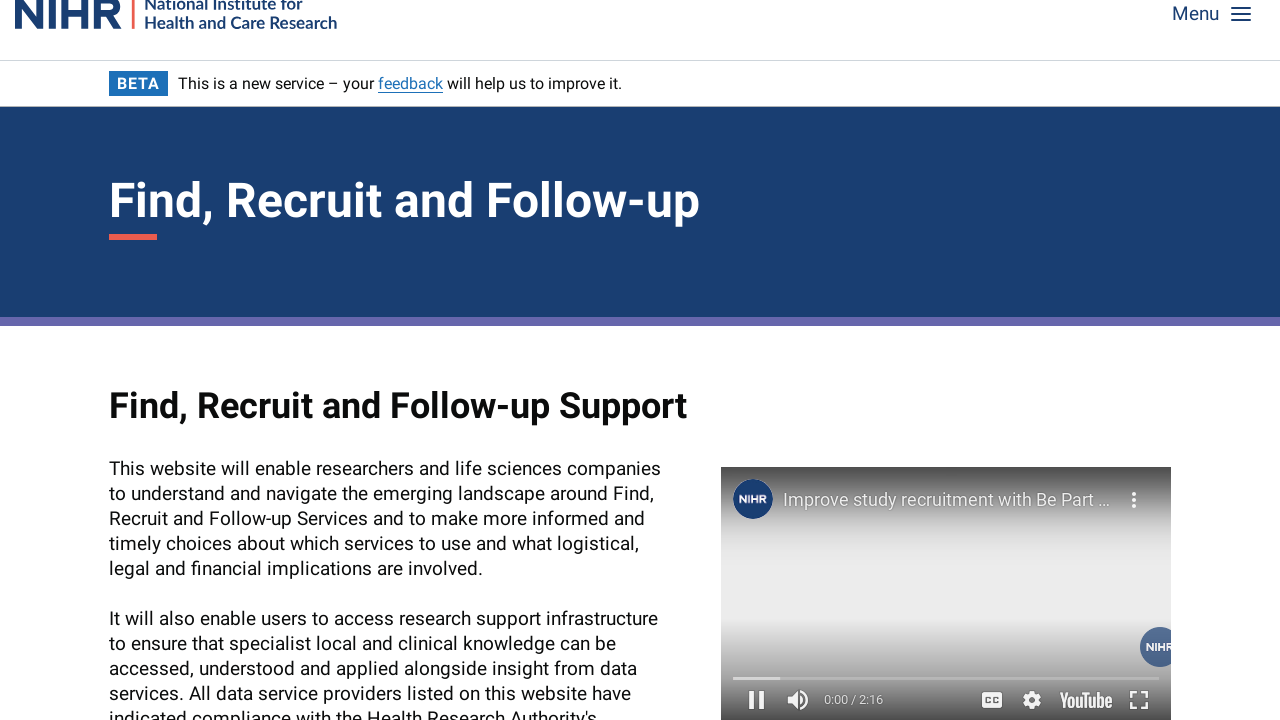 NIHR | National Institute for
Health and Care Research
Menu
BETA This is a new service – your feedback will help us to improve it.
Find, Recruit and Follow-up
Find, Recruit and Follow-up Support
This website will enable researchers and life sciences companies
to understand and navigate the emerging landscape around Find,
Recruit and Follow-up Services and to make more informed and
timely choices about which services to use and what logistical,
legal and financial implications are involved.
It will also enable users to access research support infrastructure
to ensure that specialist local and clinical knowledge can be
accessed, understood and applied alongside insight from data
services. All data service providers listed on this website have
indicated compliance with the Health Research Authority's
NIHR Improve study recruitment with Be Part ...
NIHR
0:00 / 2:16 CC YouTube